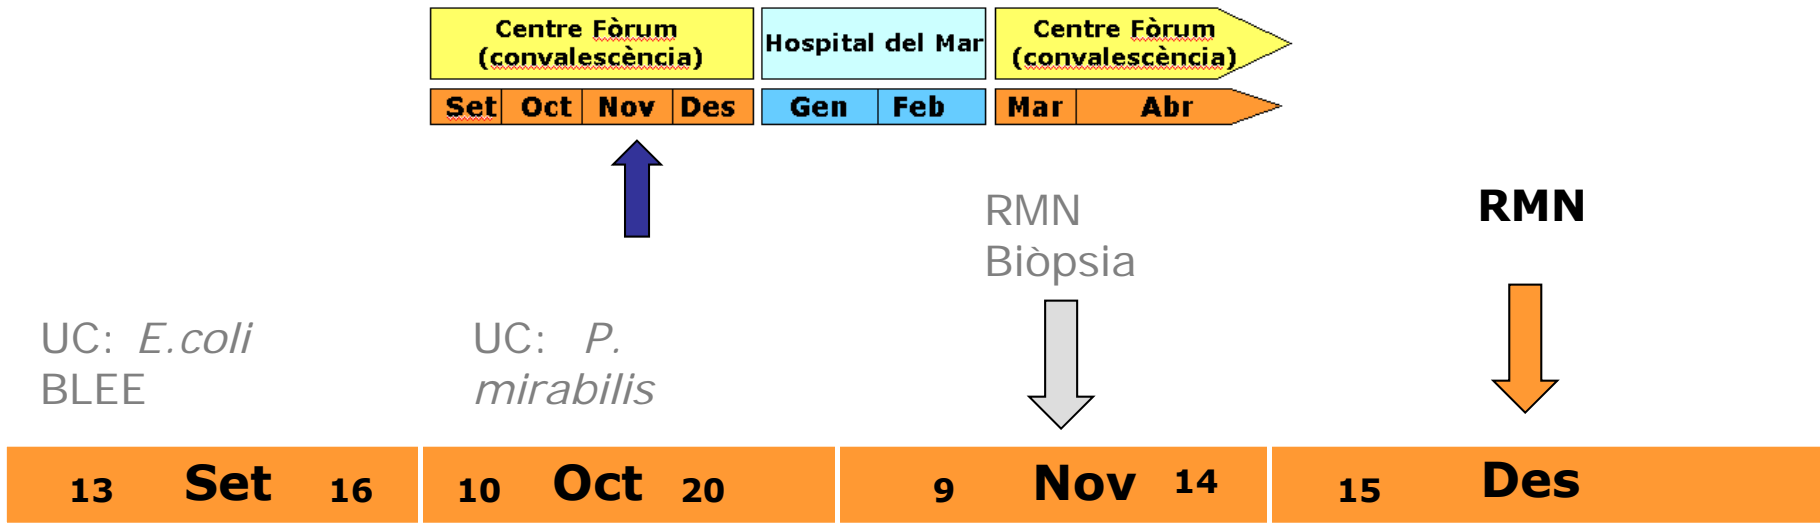 Centre Fòrum
(convalescència)
Hospital del Mar
Centre Fòrum
(convalescència)
Set Oct Nov Des Gen Feb Mar Abr
RMN
Biòpsia
RMN
UC: E.coli
BLEE
UC: P.
mirabilis
13 Set 16 10 Oct 20 9 Nov 14 15 Des